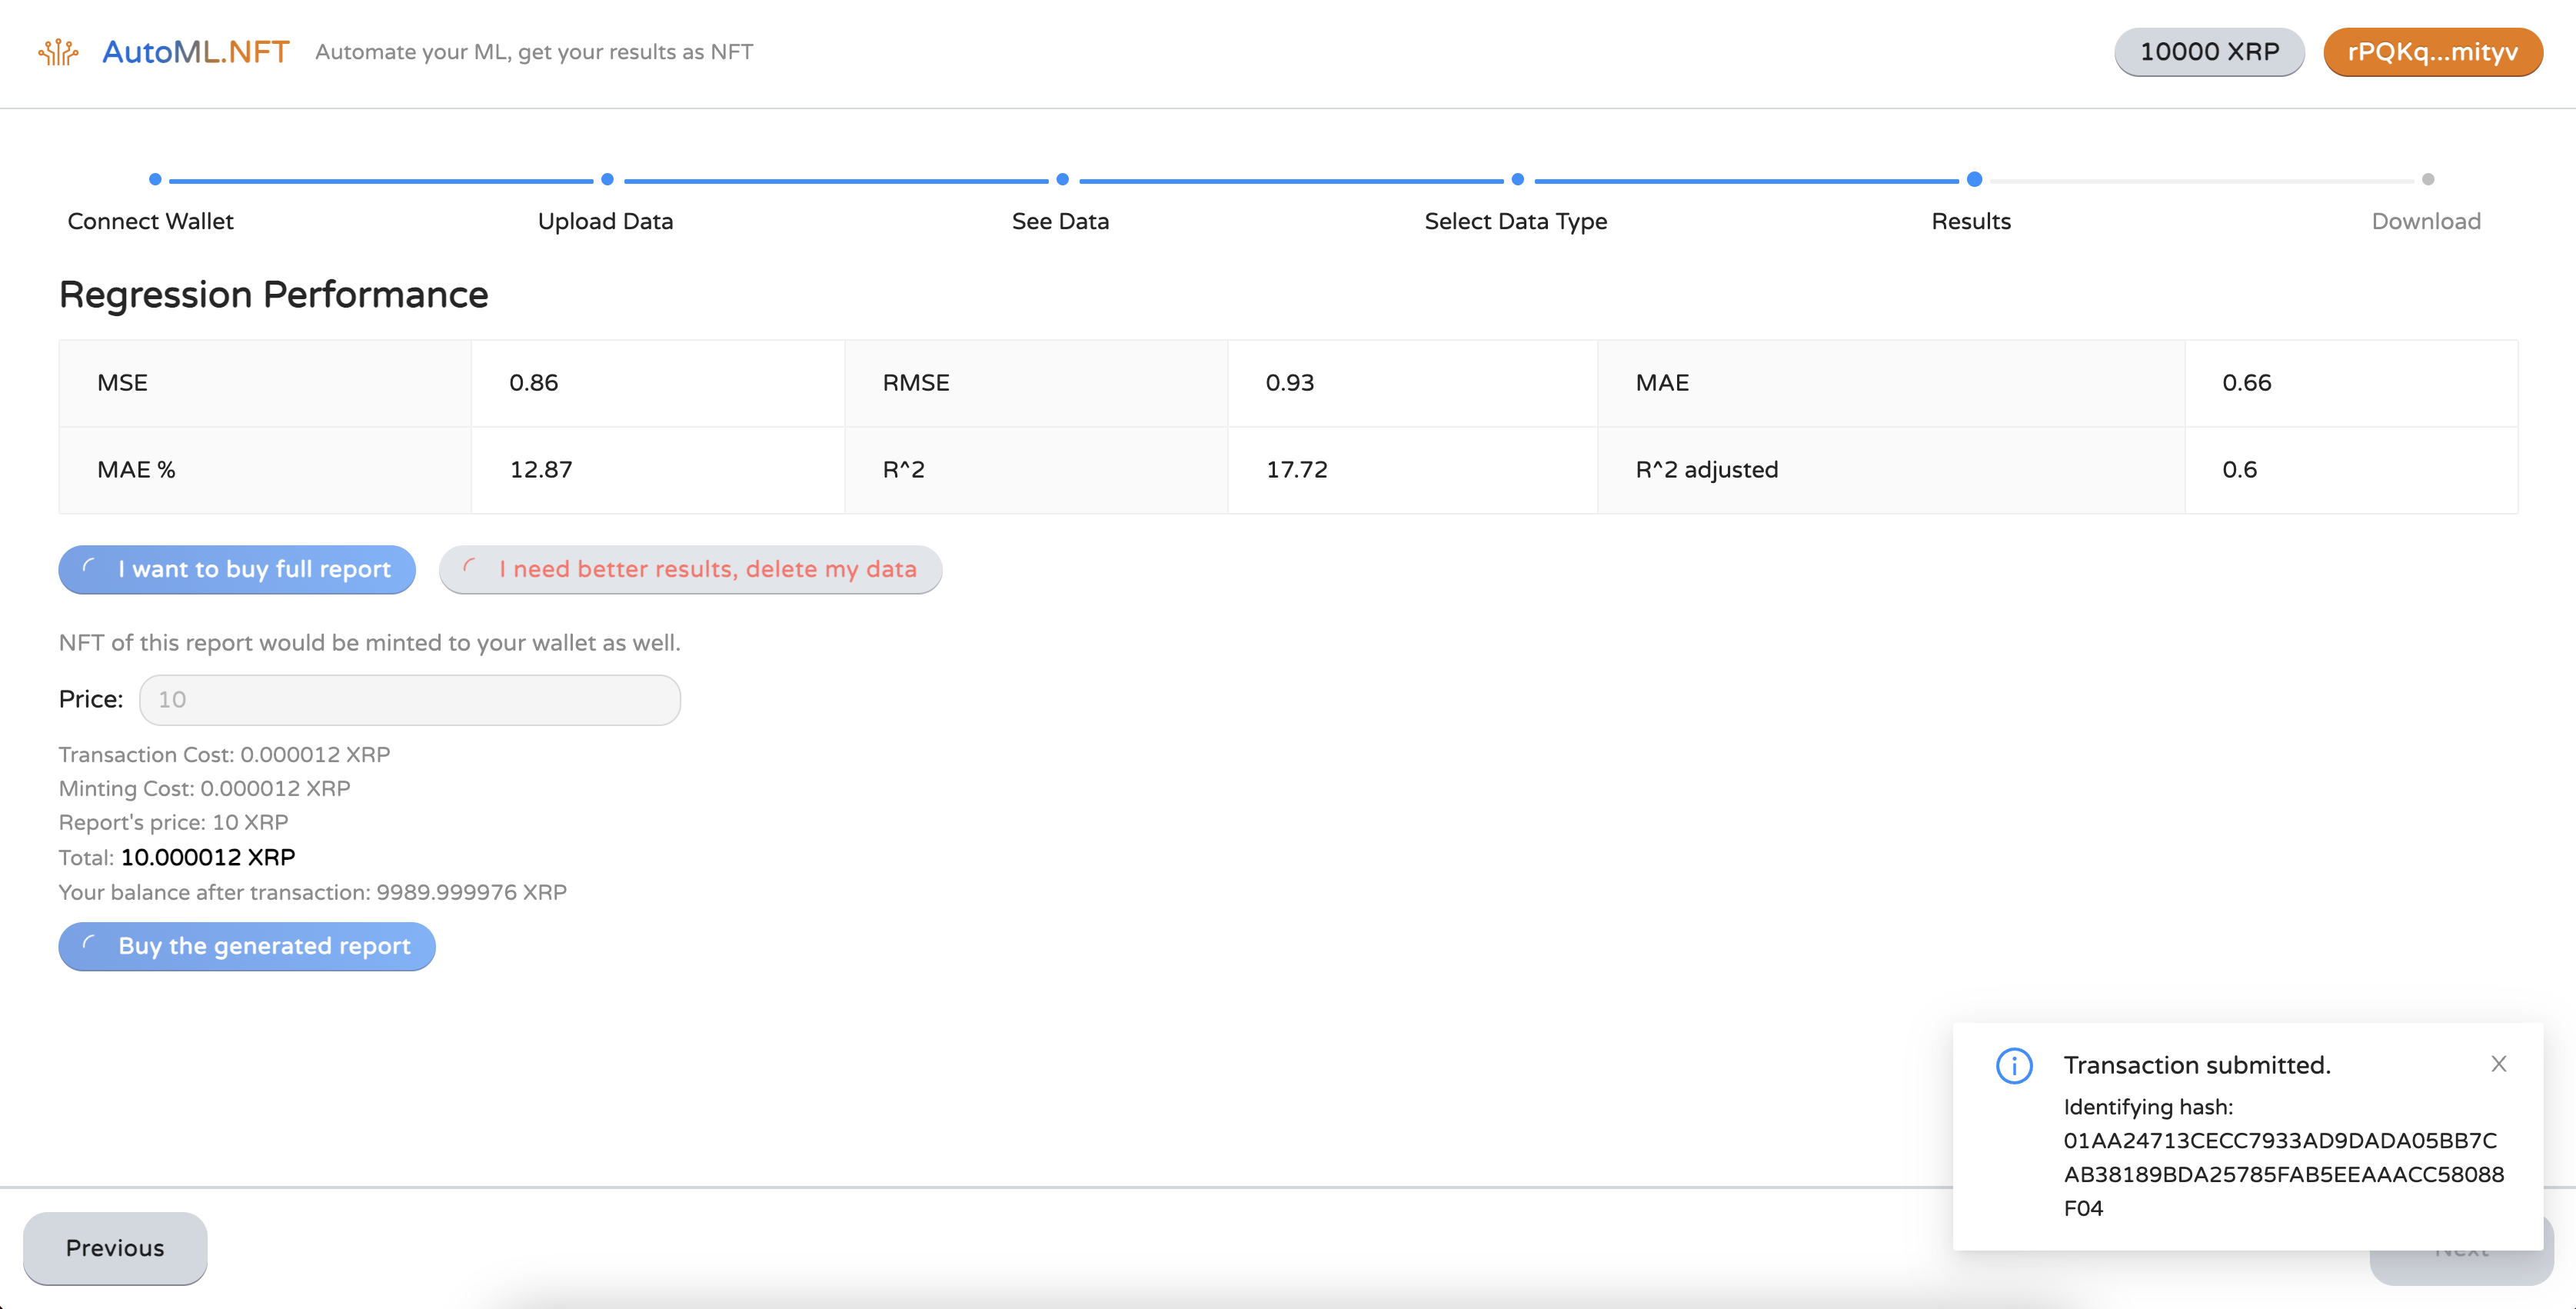 AutoML.NFT Automate your ML, get your results as NFT 10000 XRP rPQKq...mityv
Connect Wallet Upload Data See Data Select Data Type Results Download
Regression Performance
MSE 0.86 RMSE 0.93 MAE 0.66
MAE % 12.87 R^2 17.72 R^2 adjusted 0.6
I want to buy full report I need better results, delete my data
NFT of this report would be minted to your wallet as well.
Price: 10
Transaction Cost: 0.000012 XRP
Minting Cost: 0.000012 XRP
Report's price: 10 XRP
Total: 10.000012 XRP
Your balance after transaction: 9989.999976 XRP
Buy the generated report
Transaction submitted. X
Identifying hash:
01AA24713CECC7933AD9DADA05BB7C
AB38189BDA25785FAB5EEAAACC58088
F04
Previous Next